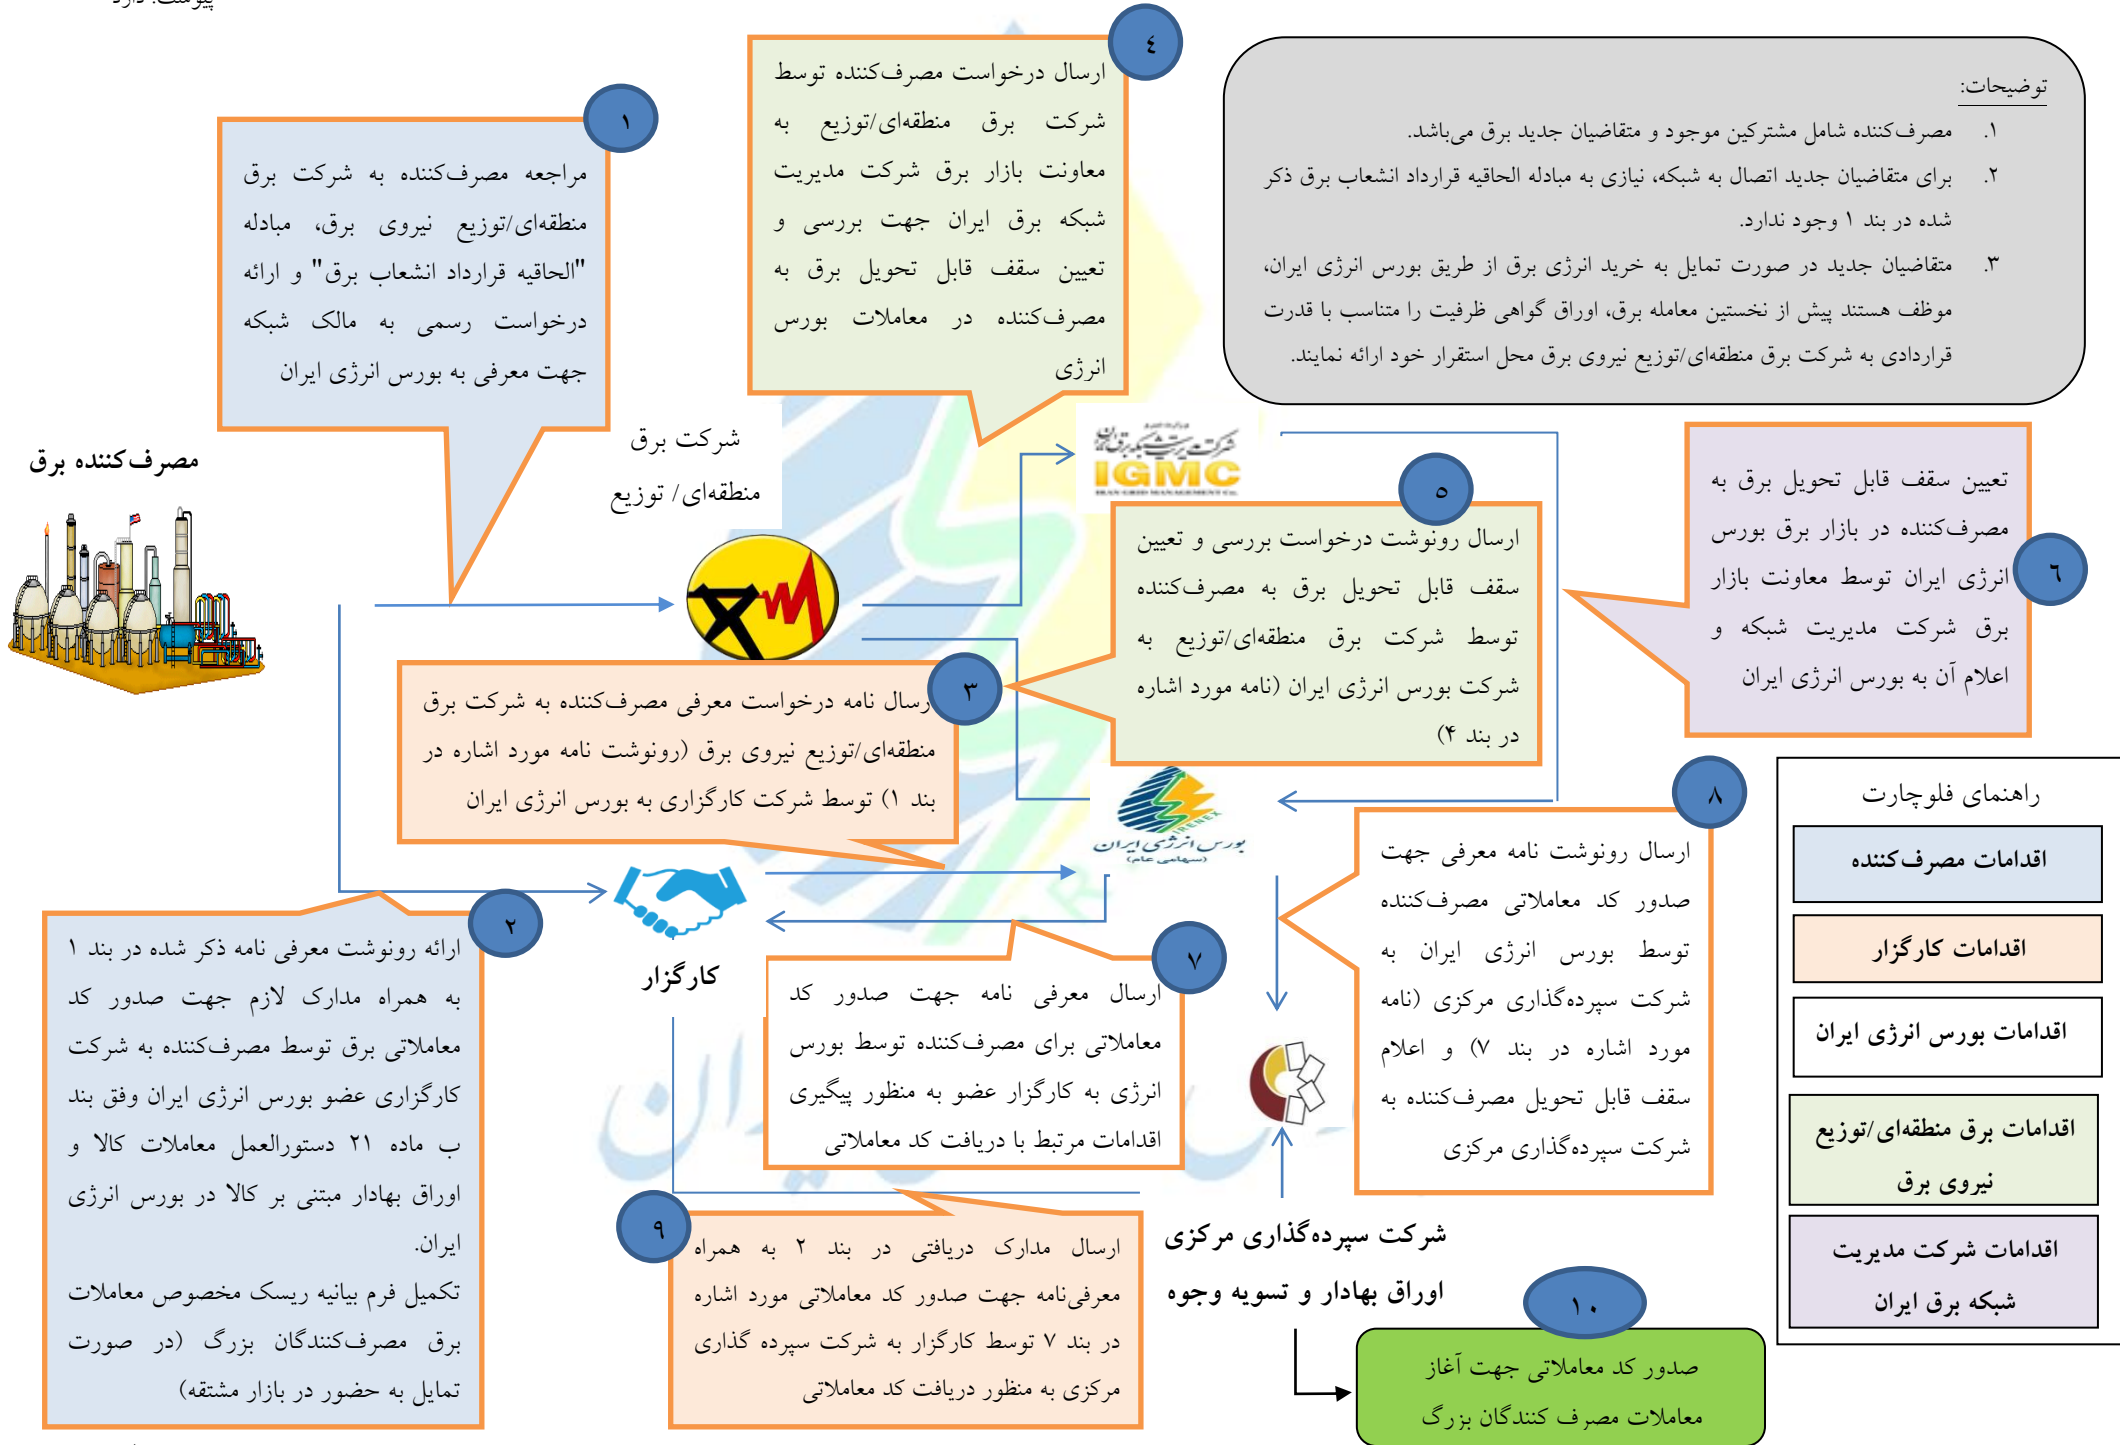 پیوست: دارد
۱
مراجعه مصرف‌کننده به شرکت برق
منطقه‌ای/توزیع نیروی برق، مبادله
"الحاقیه قرارداد انشعاب برق" و ارائه
درخواست رسمی به مالک شبکه
جهت معرفی به بورس انرژی ایران
۴
ارسال درخواست مصرف‌کننده توسط
شرکت برق منطقه‌ای/توزیع به
معاونت بازار برق شرکت مدیریت
شبکه برق ایران جهت بررسی و
تعیین سقف قابل تحویل برق به
مصرف‌کننده در معاملات بورس
انرژی
توضیحات:
۱. مصرف‌کننده شامل مشترکین موجود و متقاضیان جدید برق می‌باشد.
۲. برای متقاضیان جدید اتصال به شبکه، نیازی به مبادله الحاقیه قرارداد انشعاب برق ذکر
شده در بند ۱ وجود ندارد.
۳. متقاضیان جدید در صورت تمایل به خرید انرژی برق از طریق بورس انرژی ایران،
موظف هستند پیش از نخستین معامله برق، اوراق گواهی ظرفیت را متناسب با قدرت
قراردادی به شرکت برق منطقه‌ای/توزیع نیروی برق محل استقرار خود ارائه نمایند.
مصرف‌کننده برق
شرکت برق
منطقه‌ای/ توزیع
شرکت مدیریت شبکه برق ایران
IGMC
IRAN GRID MANAGEMENT Co.
۵
ارسال رونوشت درخواست بررسی و تعیین
سقف قابل تحویل برق به مصرف‌کننده
توسط شرکت برق منطقه‌ای/توزیع به
شرکت بورس انرژی ایران (نامه مورد اشاره
در بند ۴)
۶
تعیین سقف قابل تحویل برق به
مصرف‌کننده در بازار برق بورس
انرژی ایران توسط معاونت بازار
برق شرکت مدیریت شبکه و
اعلام آن به بورس انرژی ایران
۳
ارسال نامه درخواست معرفی مصرف‌کننده به شرکت برق
منطقه‌ای/توزیع نیروی برق (رونوشت نامه مورد اشاره در
بند ۱) توسط شرکت کارگزاری به بورس انرژی ایران
IRENEX
بورس انرژی ایران
(سهامی عام)
کارگزار
۲
ارائه رونوشت معرفی نامه ذکر شده در بند ۱
به همراه مدارک لازم جهت صدور کد
معاملاتی برق توسط مصرف‌کننده به شرکت
کارگزاری عضو بورس انرژی ایران وفق بند
ب ماده ۲۱ دستورالعمل معاملات کالا و
اوراق بهادار مبتنی بر کالا در بورس انرژی
ایران.
تکمیل فرم بیانیه ریسک مخصوص معاملات
برق مصرف‌کنندگان بزرگ (در صورت
تمایل به حضور در بازار مشتقه)
۷
ارسال معرفی نامه جهت صدور کد
معاملاتی برای مصرف‌کننده توسط بورس
انرژی به کارگزار عضو به منظور پیگیری
اقدامات مرتبط با دریافت کد معاملاتی
۸
ارسال رونوشت نامه معرفی جهت
صدور کد معاملاتی مصرف‌کننده
توسط بورس انرژی ایران به
شرکت سپرده‌گذاری مرکزی (نامه
مورد اشاره در بند ۷) و اعلام
سقف قابل تحویل مصرف‌کننده به
شرکت سپرده‌گذاری مرکزی
۹
ارسال مدارک دریافتی در بند ۲ به همراه
معرفی‌نامه جهت صدور کد معاملاتی مورد اشاره
در بند ۷ توسط کارگزار به شرکت سپرده گذاری
مرکزی به منظور دریافت کد معاملاتی
شرکت سپرده‌گذاری مرکزی
اوراق بهادار و تسویه وجوه
۱۰
صدور کد معاملاتی جهت آغاز
معاملات مصرف کنندگان بزرگ
راهنمای فلوچارت
اقدامات مصرف‌کننده
اقدامات کارگزار
اقدامات بورس انرژی ایران
اقدامات برق منطقه‌ای/توزیع
نیروی برق
اقدامات شرکت مدیریت
شبکه برق ایران